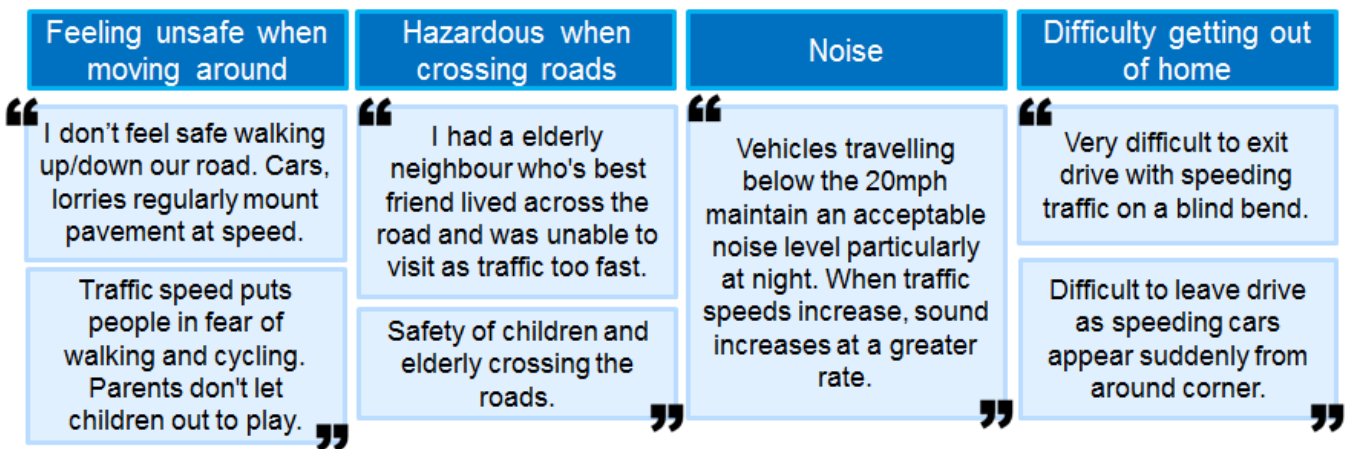 Feeling unsafe when
moving around
“
I don’t feel safe walking
up/down our road. Cars,
lorries regularly mount
pavement at speed.
Traffic speed puts
people in fear of
walking and cycling.
Parents don't let
children out to play.
”
Hazardous when
crossing roads
“
I had a elderly
neighbour who's best
friend lived across the
road and was unable to
visit as traffic too fast.
Safety of children and
elderly crossing the
roads.
”
Noise
“
Vehicles travelling
below the 20mph
maintain an acceptable
noise level particularly
at night. When traffic
speeds increase, sound
increases at a greater
rate.
”
Difficulty getting out
of home
“
Very difficult to exit
drive with speeding
traffic on a blind bend.
Difficult to leave drive
as speeding cars
appear suddenly from
around corner.
”